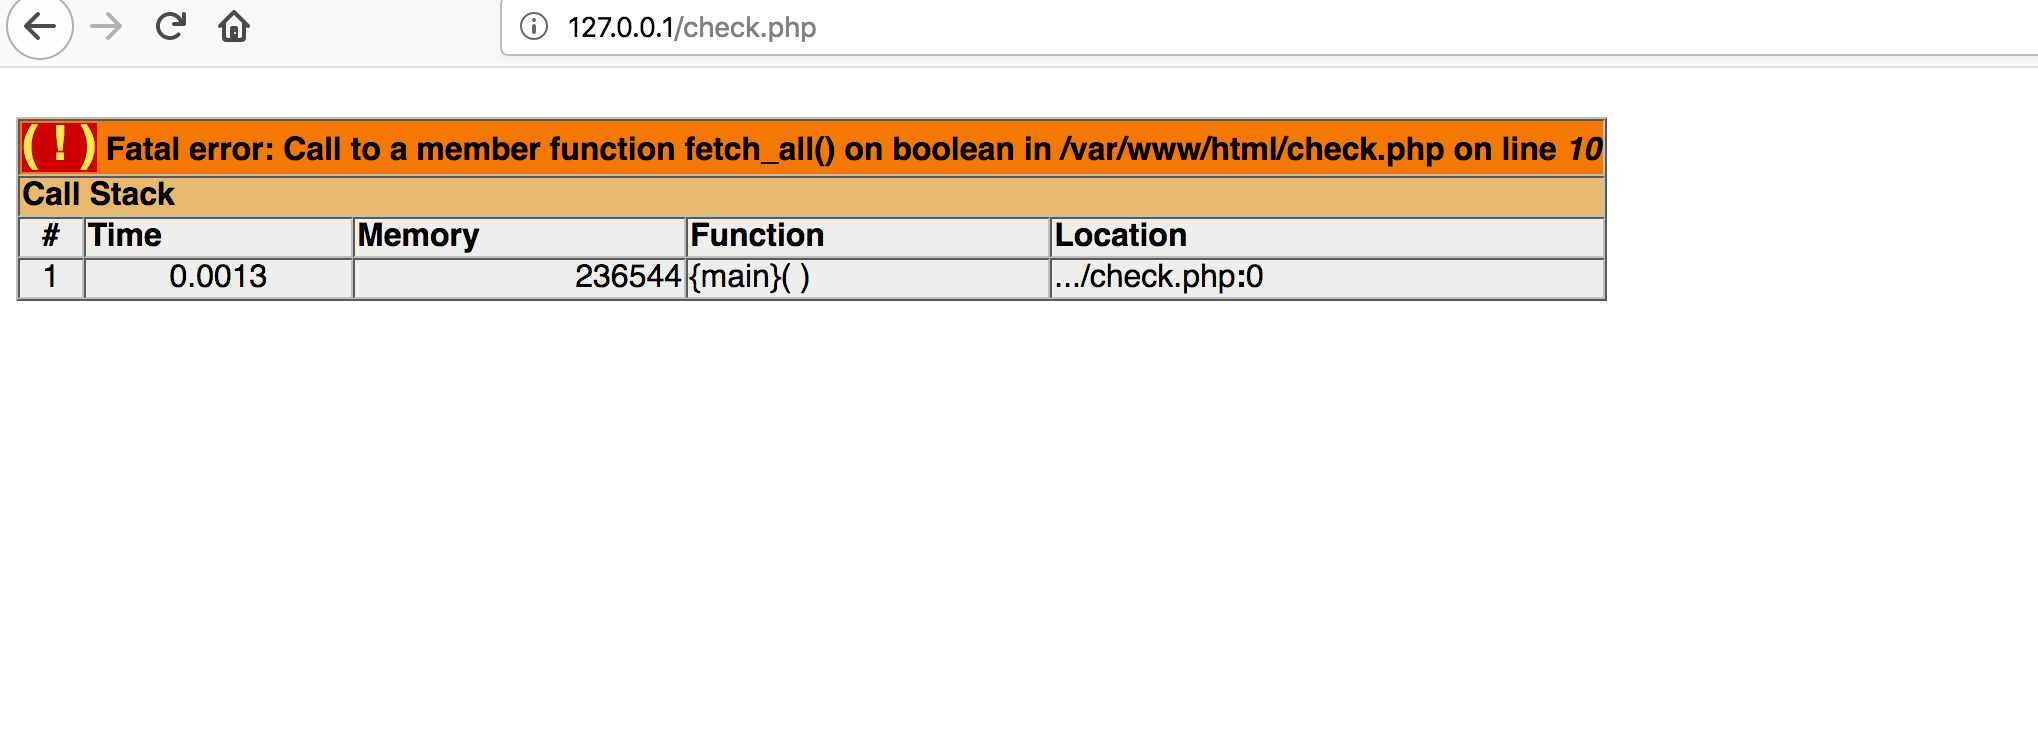 127.0.0.1/check.php
( ! ) Fatal error: Call to a member function fetch_all() on boolean in /var/www/html/check.php on line 10
Call Stack
# Time Memory Function Location
1 0.0013 236544 {main}( ) .../check.php:0